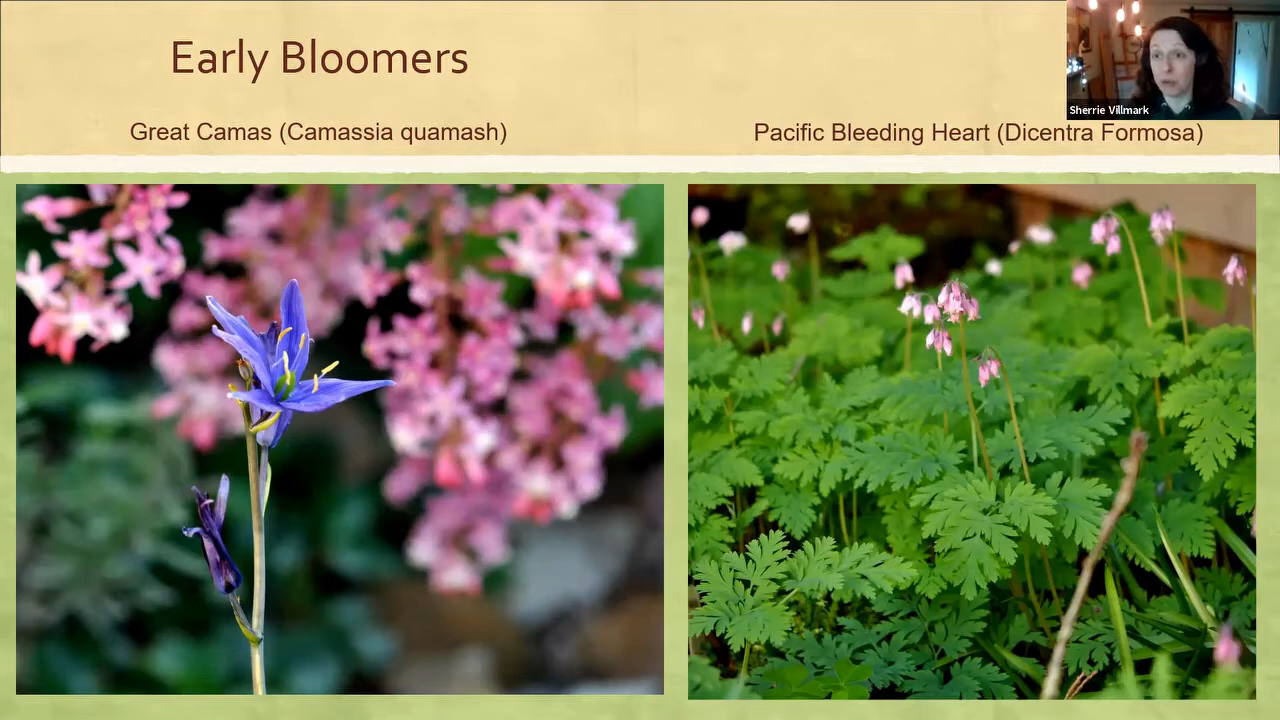 Early Bloomers
Sherrie Villmark
Great Camas (Camassia quamash)
Pacific Bleeding Heart (Dicentra Formosa)